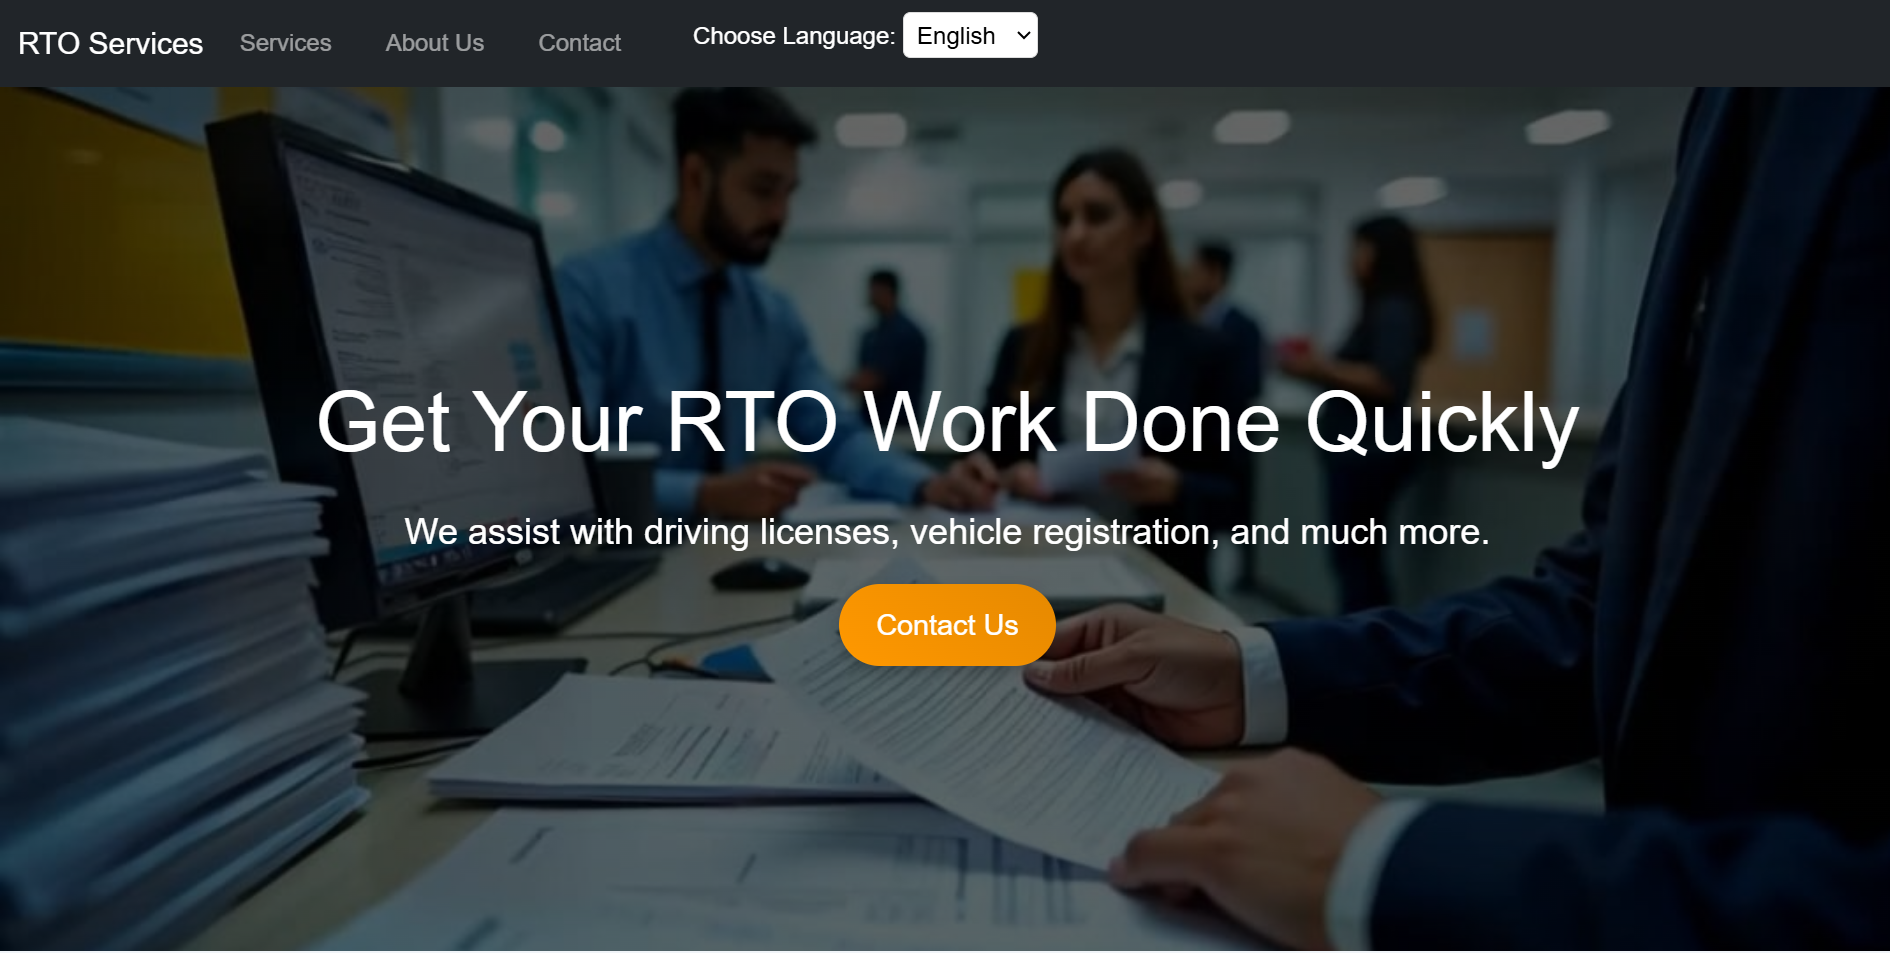 RTO Services Services About Us Contact Choose Language: English
Get Your RTO Work Done Quickly
We assist with driving licenses, vehicle registration, and much more.
Contact Us